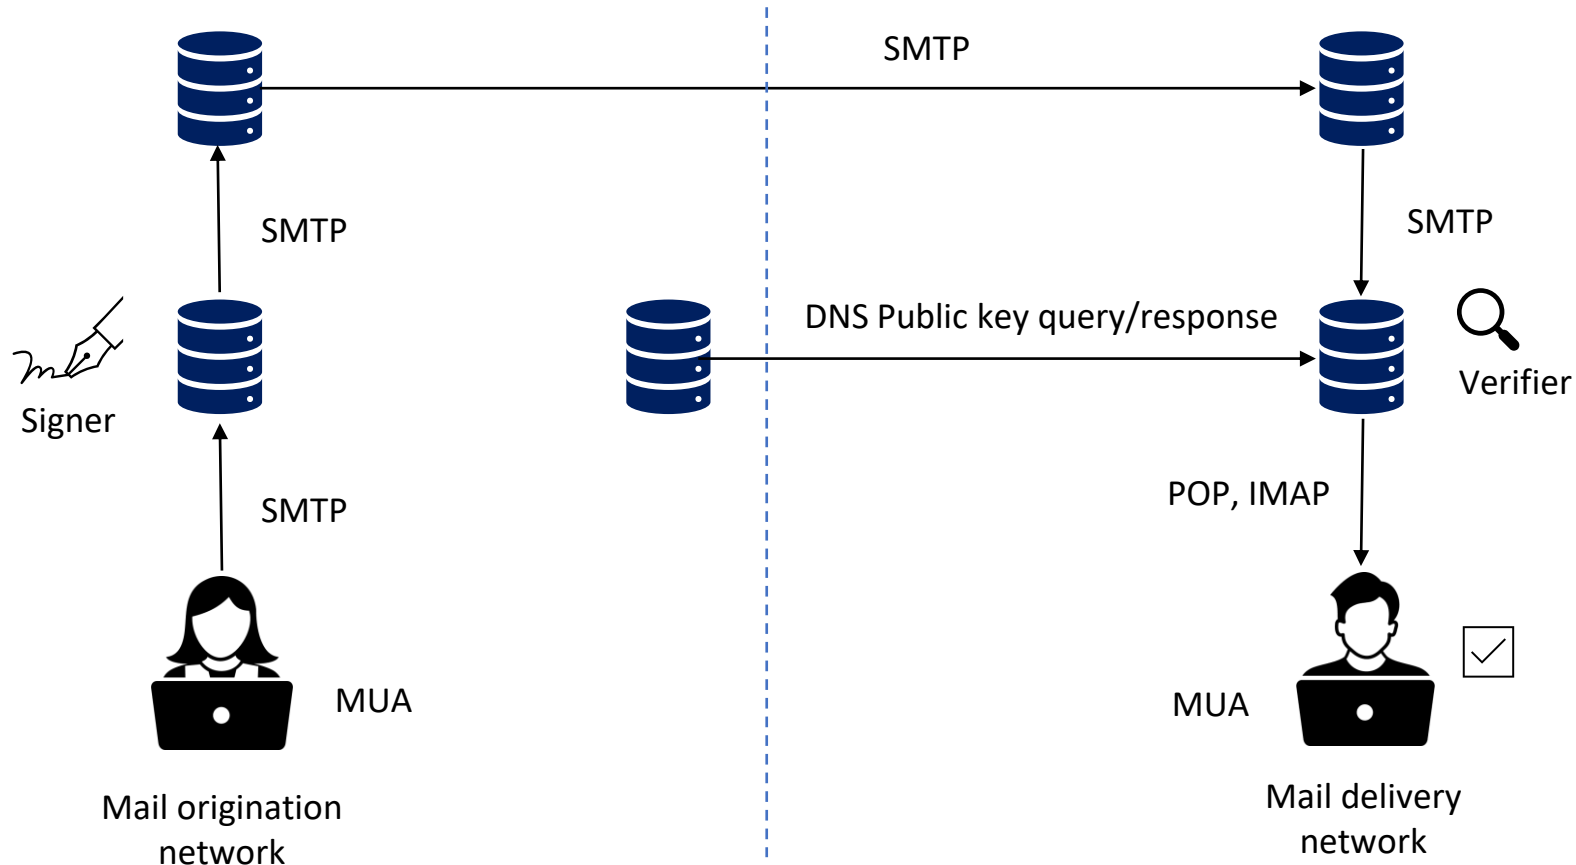 SMTP
SMTP
SMTP
DNS Public key query/response
Signer
Verifier
SMTP
POP, IMAP
MUA
MUA
Mail origination
network
Mail delivery
network